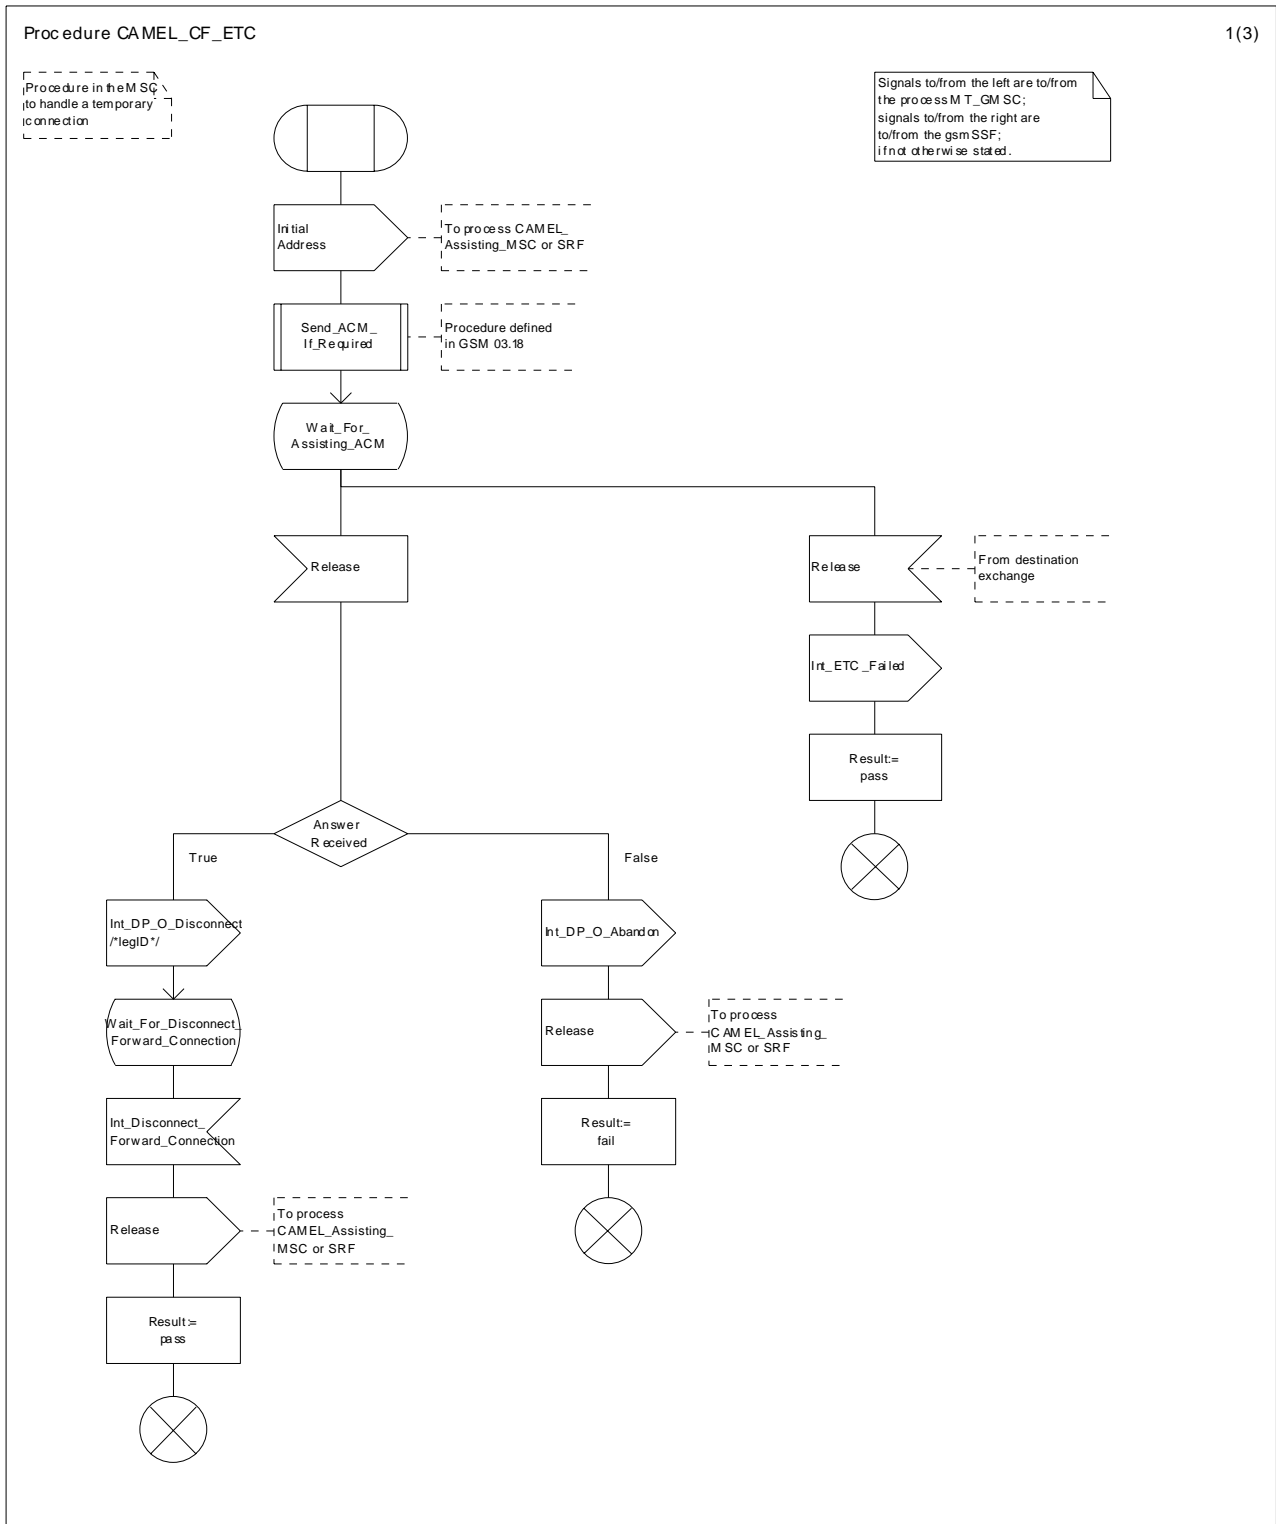 Procedure CAMEL_CF_ETC
1(3)
Procedure in the MSC
to handle a temporary
connection
Signals to/from the left are to/from
the process MT_GMSC;
signals to/from the right are
to/from the gsmSSF;
if not otherwise stated.
Initial
Address
To process CAMEL_
Assisting_MSC or SRF
Send_ACM_
If_Required
Procedure defined
in GSM 03.18
Wait_For_
Assisting_ACM
Release
Release
From destination
exchange
Int_ETC_Failed
Result:=
pass
Answer
Received
True
False
Int_DP_O_Disconnect
/*legID*/
Int_DP_O_Abandon
Wait_For_Disconnect_
Forward_Connection
Release
To process
CAMEL_Assisting_
MSC or SRF
Int_Disconnect_
Forward_Connection
Result:=
fail
Release
To process
CAMEL_Assisting_
MSC or SRF
Result:=
pass